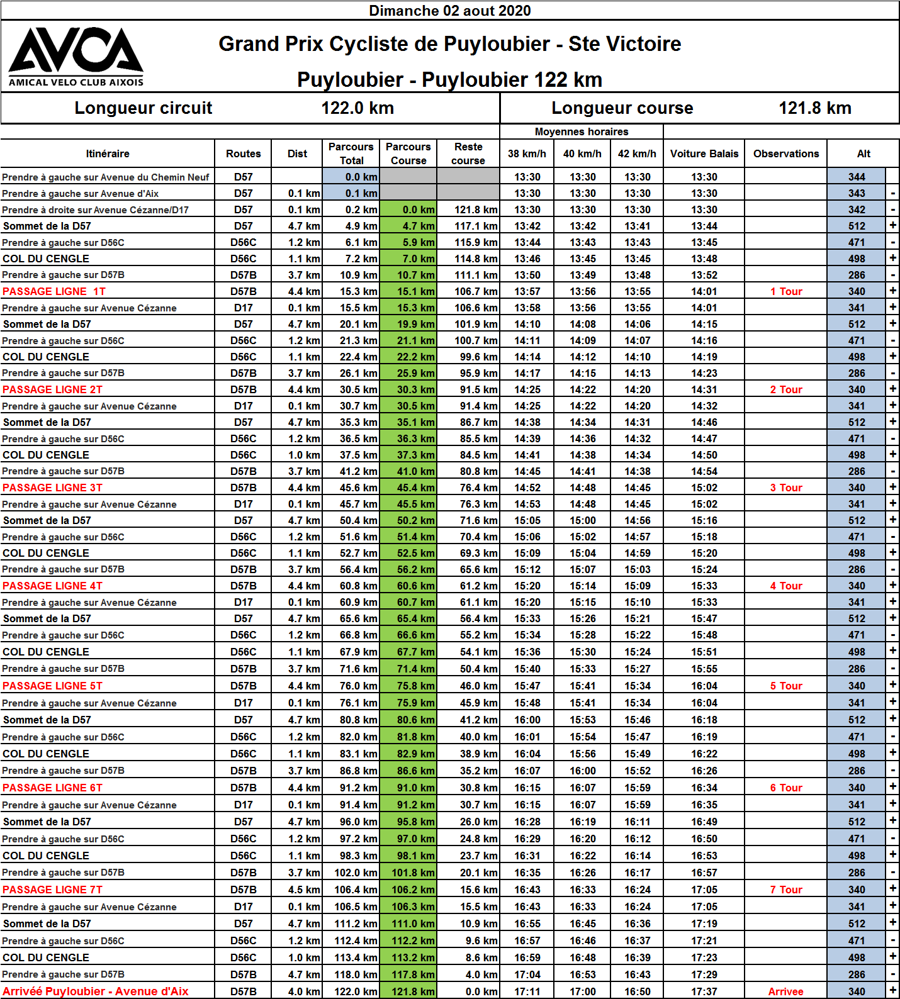 Dimanche 02 aout 2020
AVCA
AMICAL VELO CLUB AIXOIS
Grand Prix Cycliste de Puyloubier - Ste Victoire
Puyloubier - Puyloubier 122 km
Longueur circuit 122.0 km Longueur course 121.8 km
Moyennes horaires
Itinéraire Routes Dist Parcours Total Parcours Course Reste course 38 km/h 40 km/h 42 km/h Voiture Balais Observations Alt
Prendre à gauche sur Avenue du Chemin Neuf D57 0.0 km 13:30 13:30 13:30 13:30 344
Prendre à gauche sur Avenue d'Aix D57 0.1 km 0.1 km 13:30 13:30 13:30 13:30 343 -
Prendre à droite sur Avenue Cézanne/D17 D57 0.1 km 0.2 km 0.0 km 121.8 km 13:30 13:30 13:30 13:30 342 -
Sommet de la D57 D57 4.7 km 4.9 km 4.7 km 117.1 km 13:42 13:42 13:41 13:44 512 +
Prendre à gauche sur D56C D56C 1.2 km 6.1 km 5.9 km 115.9 km 13:44 13:43 13:43 13:45 471 -
COL DU CENGLE D56C 1.1 km 7.2 km 7.0 km 114.8 km 13:46 13:45 13:45 13:48 498 +
Prendre à gauche sur D57B D57B 3.7 km 10.9 km 10.7 km 111.1 km 13:50 13:49 13:48 13:52 286 -
PASSAGE LIGNE 1T D57B 4.4 km 15.3 km 15.1 km 106.7 km 13:57 13:56 13:55 14:01 1 Tour 340 +
Prendre à gauche sur Avenue Cézanne D17 0.1 km 15.5 km 15.3 km 106.6 km 13:58 13:56 13:55 14:01 341 +
Sommet de la D57 D57 4.7 km 20.1 km 19.9 km 101.9 km 14:10 14:08 14:06 14:15 512 +
Prendre à gauche sur D56C D56C 1.2 km 21.3 km 21.1 km 100.7 km 14:11 14:09 14:07 14:16 471 -
COL DU CENGLE D56C 1.1 km 22.4 km 22.2 km 99.6 km 14:14 14:12 14:10 14:19 498 +
Prendre à gauche sur D57B D57B 3.7 km 26.1 km 25.9 km 95.9 km 14:17 14:15 14:13 14:23 286 -
PASSAGE LIGNE 2T D57B 4.4 km 30.5 km 30.3 km 91.5 km 14:25 14:22 14:20 14:31 2 Tour 340 +
Prendre à gauche sur Avenue Cézanne D17 0.1 km 30.7 km 30.5 km 91.4 km 14:25 14:22 14:20 14:32 341 +
Sommet de la D57 D57 4.7 km 35.3 km 35.1 km 86.7 km 14:38 14:34 14:31 14:46 512 +
Prendre à gauche sur D56C D56C 1.2 km 36.5 km 36.3 km 85.5 km 14:39 14:36 14:32 14:47 471 -
COL DU CENGLE D56C 1.0 km 37.5 km 37.3 km 84.5 km 14:41 14:38 14:34 14:50 498 +
Prendre à gauche sur D57B D57B 3.7 km 41.2 km 41.0 km 80.8 km 14:45 14:41 14:38 14:54 286 -
PASSAGE LIGNE 3T D57B 4.4 km 45.6 km 45.4 km 76.4 km 14:52 14:48 14:45 15:02 3 Tour 340 +
Prendre à gauche sur Avenue Cézanne D17 0.1 km 45.7 km 45.5 km 76.3 km 14:53 14:48 14:45 15:02 341 +
Sommet de la D57 D57 4.7 km 50.4 km 50.2 km 71.6 km 15:05 15:00 14:56 15:16 512 +
Prendre à gauche sur D56C D56C 1.2 km 51.6 km 51.4 km 70.4 km 15:06 15:02 14:57 15:18 471 -
COL DU CENGLE D56C 1.1 km 52.7 km 52.5 km 69.3 km 15:09 15:04 14:59 15:20 498 +
Prendre à gauche sur D57B D57B 3.7 km 56.4 km 56.2 km 65.6 km 15:12 15:07 15:03 15:24 286 -
PASSAGE LIGNE 4T D57B 4.4 km 60.8 km 60.6 km 61.2 km 15:20 15:14 15:09 15:33 4 Tour 340 +
Prendre à gauche sur Avenue Cézanne D17 0.1 km 60.9 km 60.7 km 61.1 km 15:20 15:15 15:10 15:33 341 +
Sommet de la D57 D57 4.7 km 65.6 km 65.4 km 56.4 km 15:33 15:26 15:21 15:47 512 +
Prendre à gauche sur D56C D56C 1.2 km 66.8 km 66.6 km 55.2 km 15:34 15:28 15:22 15:48 471 -
COL DU CENGLE D56C 1.1 km 67.9 km 67.7 km 54.1 km 15:36 15:30 15:24 15:51 498 +
Prendre à gauche sur D57B D57B 3.7 km 71.6 km 71.4 km 50.4 km 15:40 15:33 15:27 15:55 286 -
PASSAGE LIGNE 5T D57B 4.4 km 76.0 km 75.8 km 46.0 km 15:47 15:41 15:34 16:04 5 Tour 340 +
Prendre à gauche sur Avenue Cézanne D17 0.1 km 76.1 km 75.9 km 45.9 km 15:48 15:41 15:34 16:04 341 +
Sommet de la D57 D57 4.7 km 80.8 km 80.6 km 41.2 km 16:00 15:53 15:46 16:18 512 +
Prendre à gauche sur D56C D56C 1.2 km 82.0 km 81.8 km 40.0 km 16:01 15:54 15:47 16:19 471 -
COL DU CENGLE D56C 1.1 km 83.1 km 82.9 km 38.9 km 16:04 15:56 15:49 16:22 498 +
Prendre à gauche sur D57B D57B 3.7 km 86.8 km 86.6 km 35.2 km 16:07 16:00 15:52 16:26 286 -
PASSAGE LIGNE 6T D57B 4.4 km 91.2 km 91.0 km 30.8 km 16:15 16:07 15:59 16:34 6 Tour 340 +
Prendre à gauche sur Avenue Cézanne D17 0.1 km 91.4 km 91.2 km 30.7 km 16:15 16:07 15:59 16:35 341 +
Sommet de la D57 D57 4.7 km 96.0 km 95.8 km 26.0 km 16:28 16:19 16:11 16:49 512 +
Prendre à gauche sur D56C D56C 1.2 km 97.2 km 97.0 km 24.8 km 16:29 16:20 16:12 16:50 471 -
COL DU CENGLE D56C 1.1 km 98.3 km 98.1 km 23.7 km 16:31 16:22 16:14 16:53 498 +
Prendre à gauche sur D57B D57B 3.7 km 102.0 km 101.8 km 20.1 km 16:35 16:26 16:17 16:57 286 -
PASSAGE LIGNE 7T D57B 4.5 km 106.4 km 106.2 km 15.6 km 16:43 16:33 16:24 17:05 7 Tour 340 +
Prendre à gauche sur Avenue Cézanne D17 0.1 km 106.5 km 106.3 km 15.5 km 16:43 16:33 16:24 17:05 341 +
Sommet de la D57 D57 4.7 km 111.2 km 111.0 km 10.9 km 16:55 16:45 16:36 17:19 512 +
Prendre à gauche sur D56C D56C 1.2 km 112.4 km 112.2 km 9.6 km 16:57 16:46 16:37 17:21 471 -
COL DU CENGLE D56C 1.0 km 113.4 km 113.2 km 8.6 km 16:59 16:48 16:39 17:23 498 +
Prendre à gauche sur D57B D57B 4.7 km 118.0 km 117.8 km 4.0 km 17:04 16:53 16:43 17:29 286 -
Arrivéé Puyloubier - Avenue d'Aix D57B 4.0 km 122.0 km 121.8 km 0.0 km 17:11 17:00 16:50 17:37 Arrivee 340 +